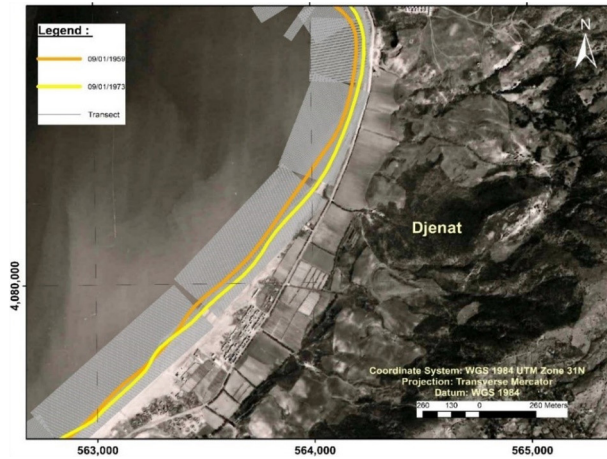 Legend :
09/01/1959
09/01/1973
Transect
N
Djenat
4,080,000
Coordinate System: WGS 1984 UTM Zone 31N
Projection: Transverse Mercator
Datum: WGS 1984
260 130 0 260 Meters
563,000 564,000 565,000